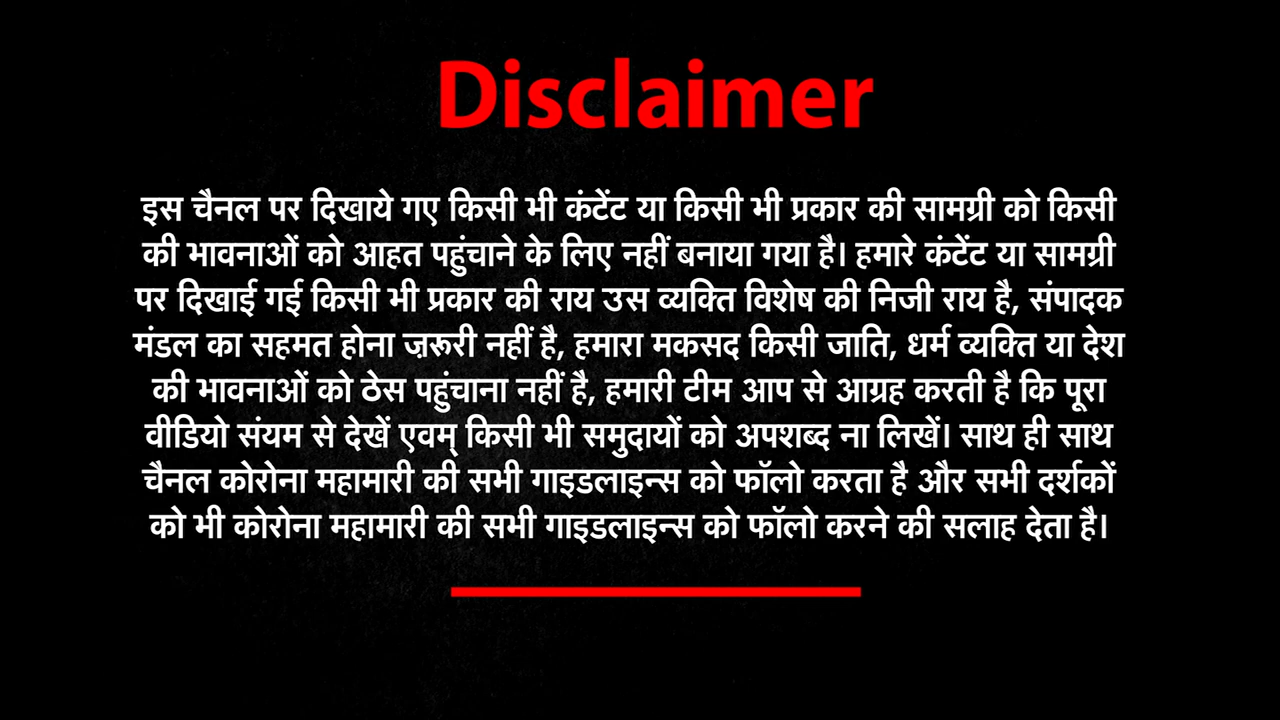 Disclaimer
इस चैनल पर दिखाये गए किसी भी कंटेंट या किसी भी प्रकार की सामग्री को किसी
की भावनाओं को आहत पहुंचाने के लिए नहीं बनाया गया है। हमारे कंटेंट या सामग्री
पर दिखाई गई किसी भी प्रकार की राय उस व्यक्ति विशेष की निजी राय है, संपादक
मंडल का सहमत होना ज़रूरी नहीं है, हमारा मकसद किसी जाति, धर्म व्यक्ति या देश
की भावनाओं को ठेस पहुंचाना नहीं है, हमारी टीम आप से आग्रह करती है कि पूरा
वीडियो संयम से देखें एवम् किसी भी समुदायों को अपशब्द ना लिखें। साथ ही साथ
चैनल कोरोना महामारी की सभी गाइडलाइन्स को फॉलो करता है और सभी दर्शकों
को भी कोरोना महामारी की सभी गाइडलाइन्स को फॉलो करने की सलाह देता है।